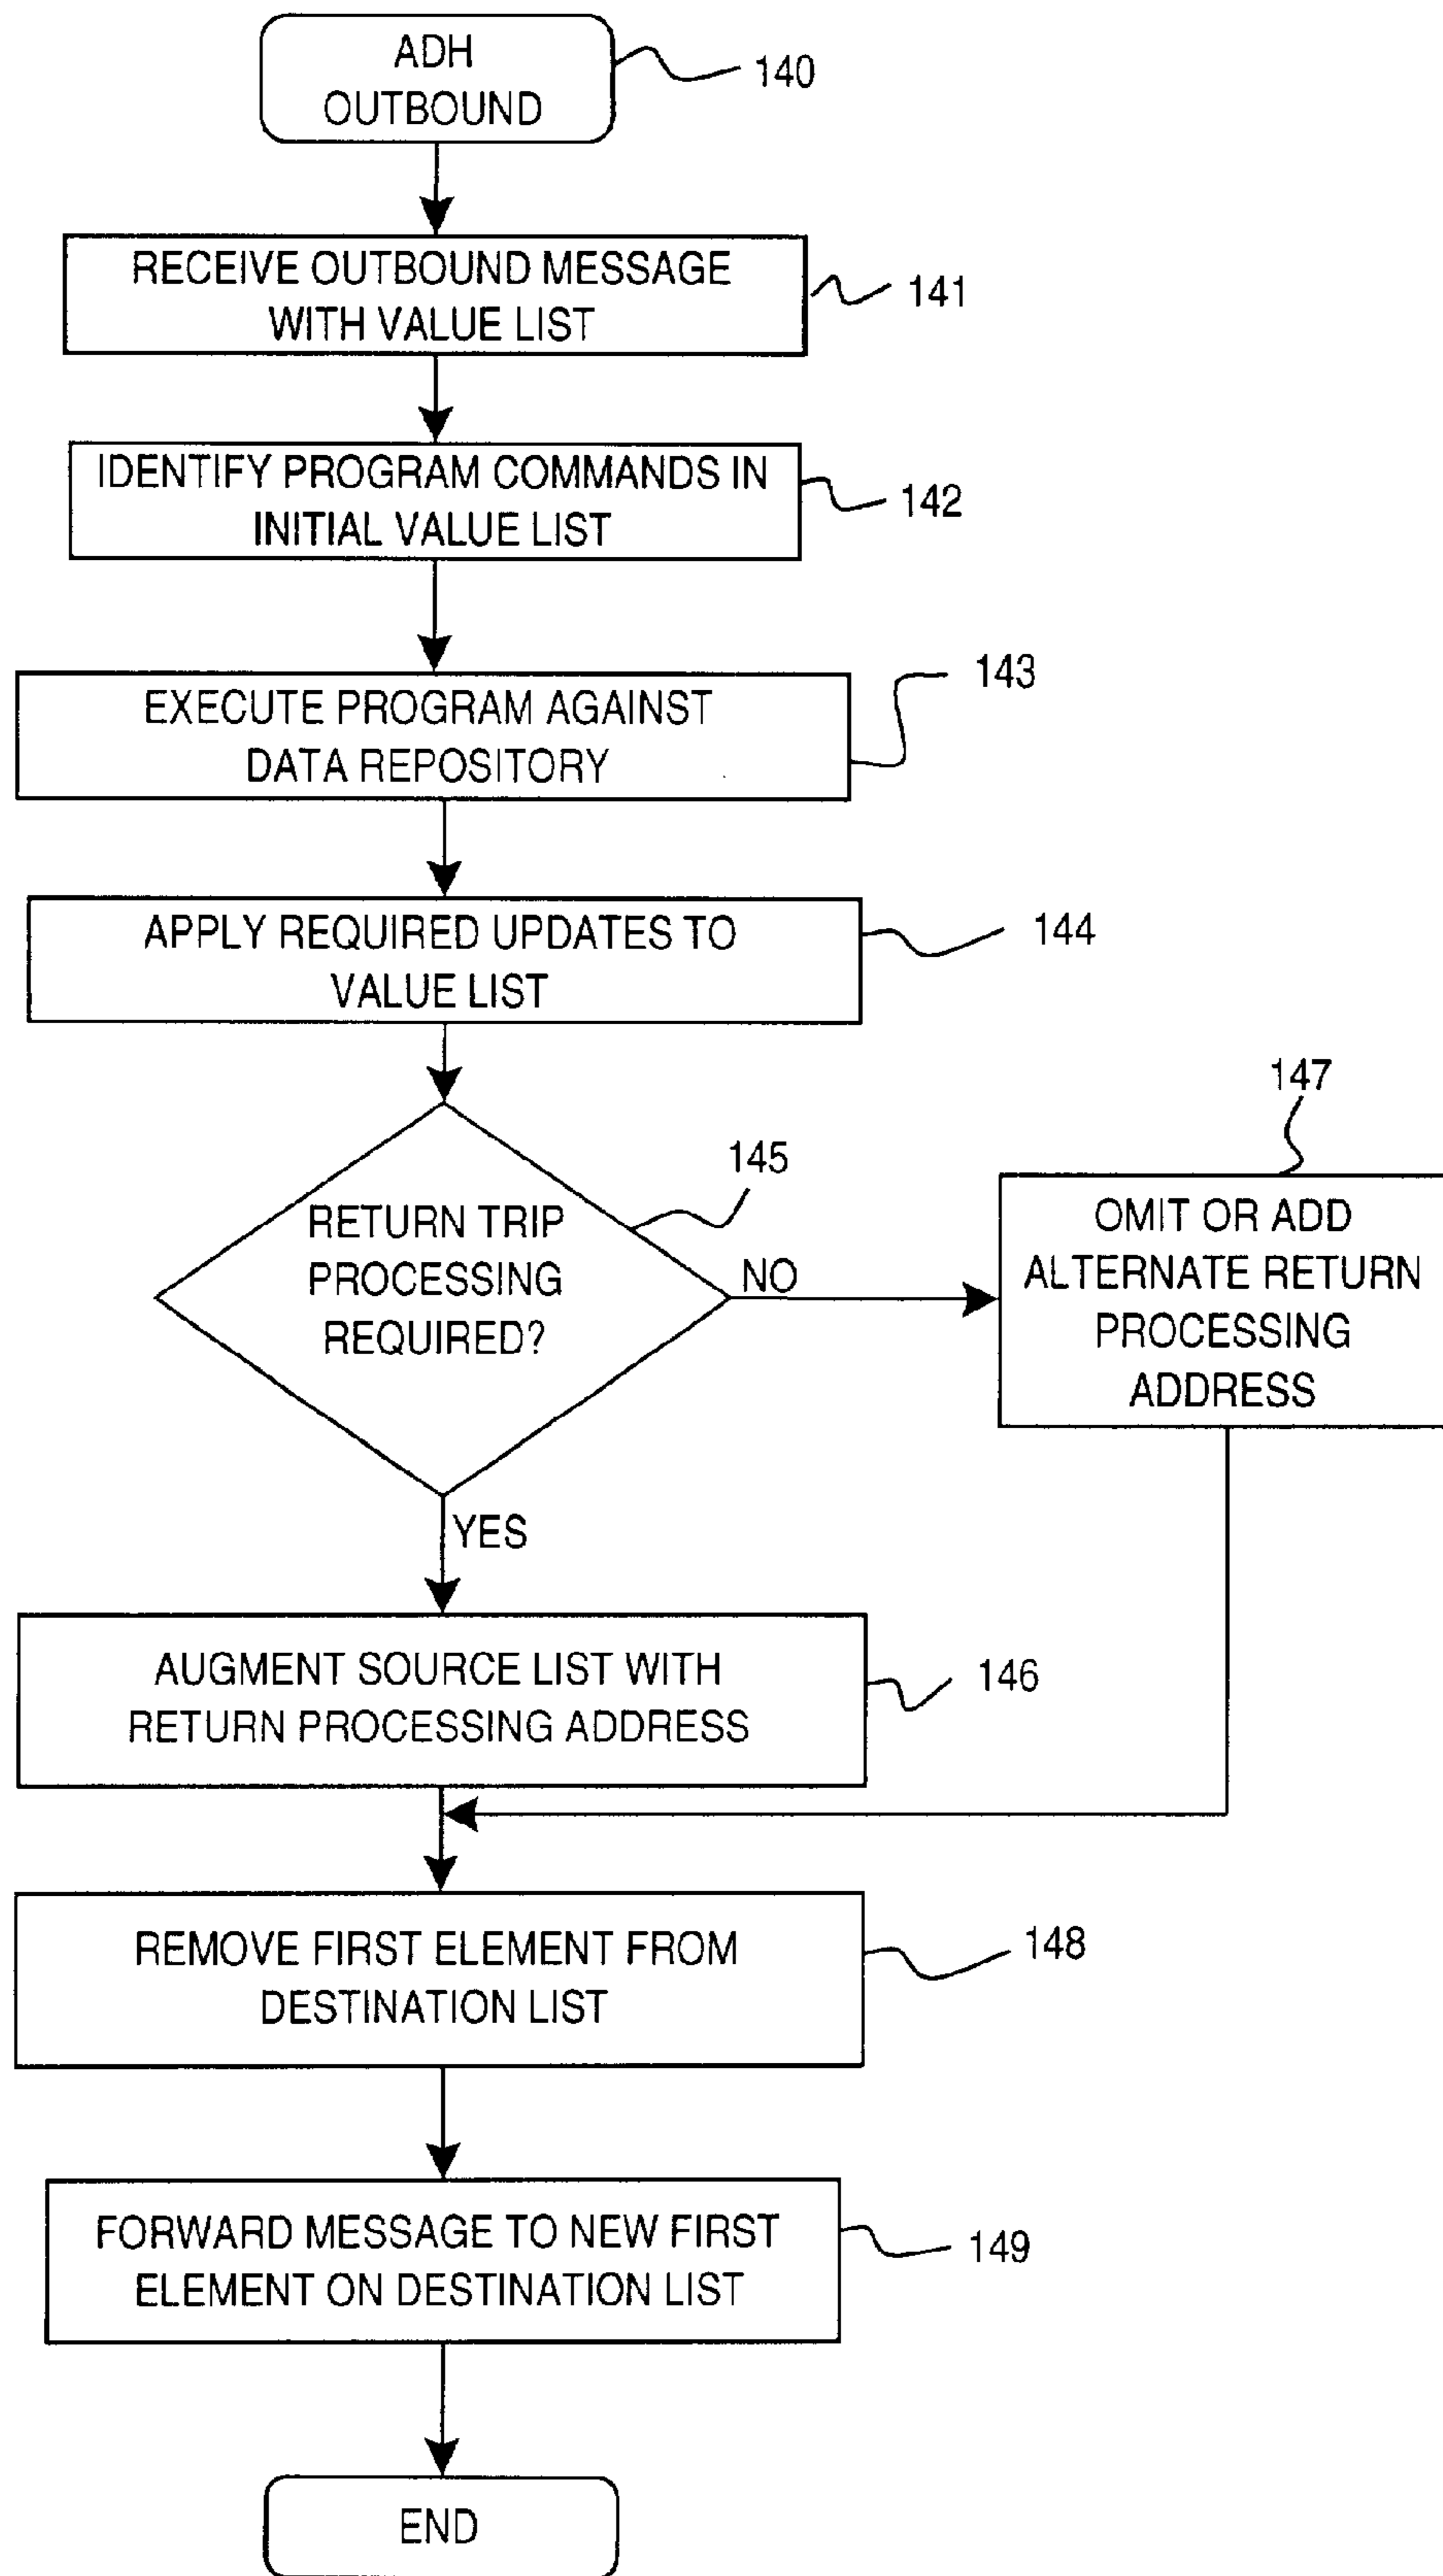 ADH
OUTBOUND
140
RECEIVE OUTBOUND MESSAGE
WITH VALUE LIST
141
IDENTIFY PROGRAM COMMANDS IN
INITIAL VALUE LIST
142
EXECUTE PROGRAM AGAINST
DATA REPOSITORY
143
APPLY REQUIRED UPDATES TO
VALUE LIST
144
RETURN TRIP
PROCESSING
REQUIRED?
145
NO
147
OMIT OR ADD
ALTERNATE RETURN
PROCESSING
ADDRESS
YES
AUGMENT SOURCE LIST WITH
RETURN PROCESSING ADDRESS
146
REMOVE FIRST ELEMENT FROM
DESTINATION LIST
148
FORWARD MESSAGE TO NEW FIRST
ELEMENT ON DESTINATION LIST
149
END